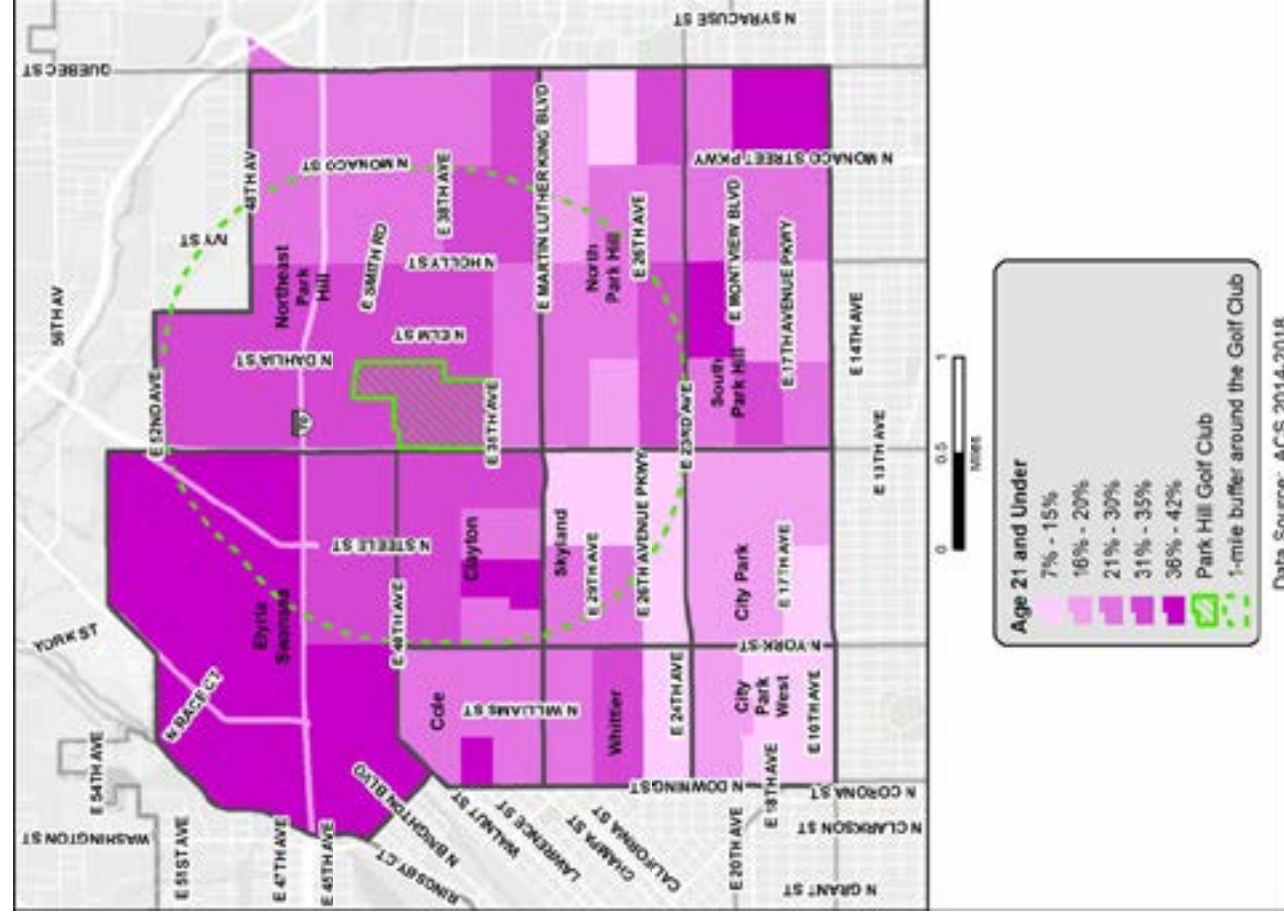 N SYRACUSE ST
QUEBEC ST
56TH AV
48TH AV
IVY ST
N MONACO ST
E 38TH AVE
N HOLLY ST
E SMITH RD
Northeast
Park
Hill
N ELM ST
N DAHLIA ST
E 52ND AVE
70
E 35TH AVE
E MARTIN LUTHER KING BLVD
North
Park Hill
E 26TH AVE
N MONACO STREET PKWY
E MONTVIEW BLVD
E 17TH AVENUE PKWY
South
Park Hill
E 23RD AVE
E 14TH AVE
E 13TH AVE
YORK ST
N RACE CT
Elyria
Swansea
N STEELE ST
E 40TH AVE
Clayton
Skyland
E 29TH AVE
E 26TH AVENUE PKWY
City Park
E 17TH AVE
N YORK ST
Cole
N WILLIAMS ST
Whittier
E 24TH AVE
City
Park
West
E 10TH AVE
E 18TH AVE
E 20TH AVE
N DOWNING ST
N CORONA ST
N CLARKSON ST
N GRANT ST
E 54TH AVE
WASHINGTON ST
E 51ST AVE
E 47TH AVE
E 45TH AVE
N BRIGHTON BLVD
RINGSBY CT
WALNUT ST
LAWRENCE ST
CHAMPA ST
CALIFORNIA ST
0 0.5 1
Miles
Age 21 and Under
7% - 15%
16% - 20%
21% - 30%
31% - 35%
36% - 42%
Park Hill Golf Club
1-mile buffer around the Golf Club
Data Source: ACS 2014-2018